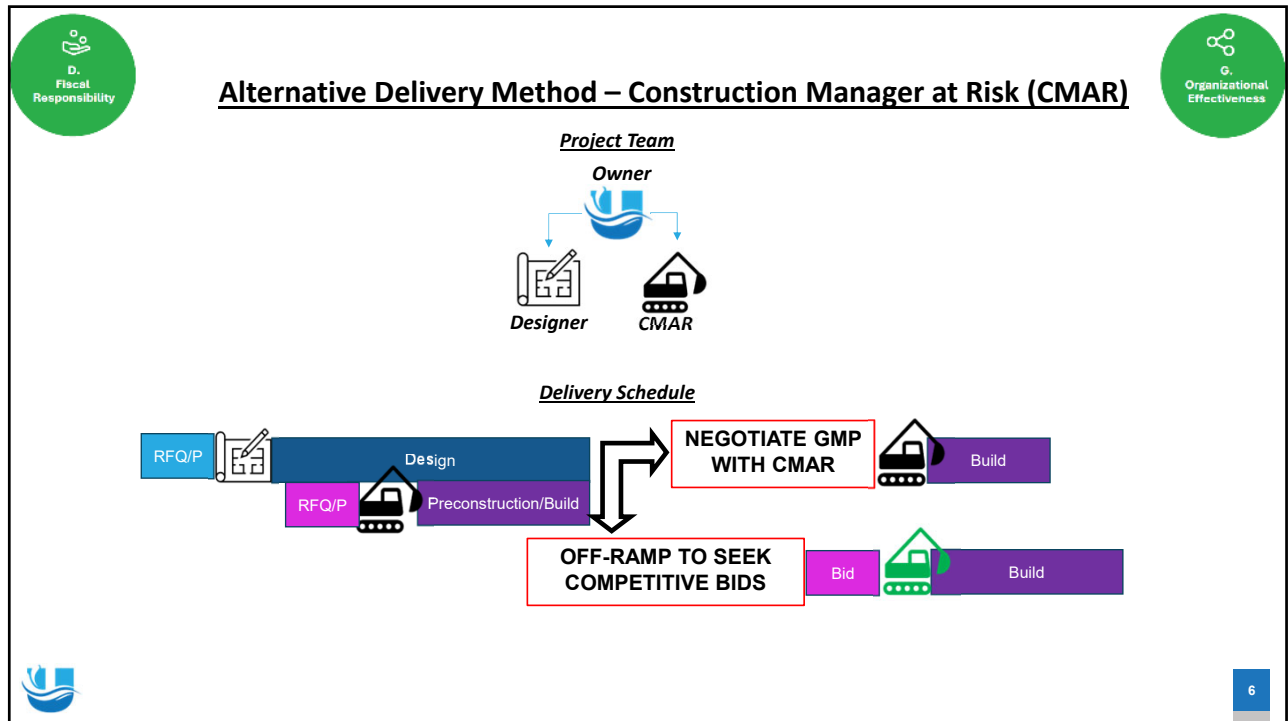 D.
Fiscal
Responsibility
G.
Organizational
Effectiveness
Alternative Delivery Method – Construction Manager at Risk (CMAR)
Project Team
Owner
Designer
CMAR
Delivery Schedule
RFQ/P
Design
NEGOTIATE GMP
WITH CMAR
Build
RFQ/P
Preconstruction/Build
OFF-RAMP TO SEEK
COMPETITIVE BIDS
Bid
Build
6